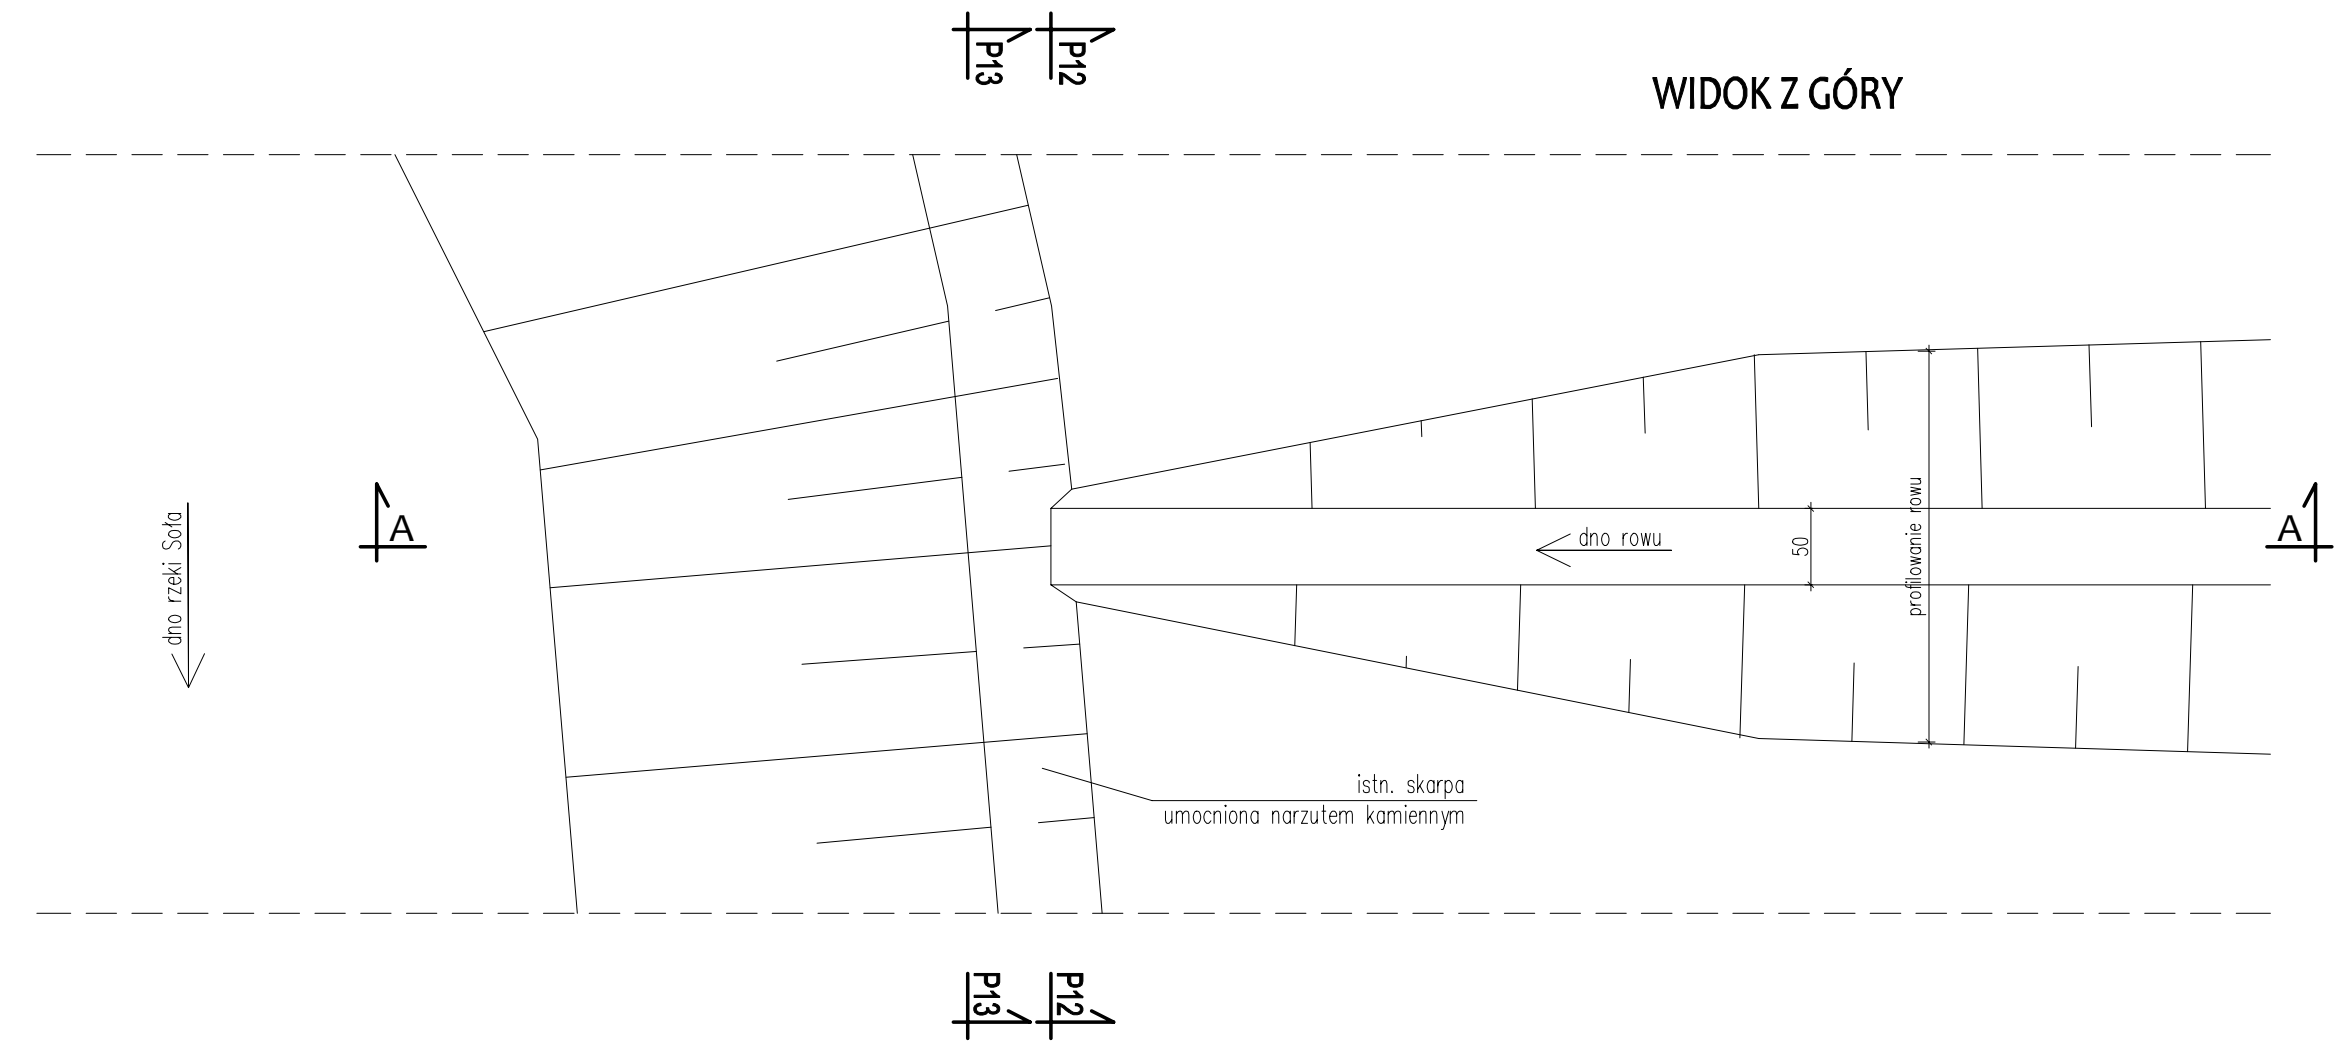 P13
P12
WIDOK Z GÓRY
dno rzeki Soła
A
dno rowu
50
profilowanie rowu
A
istn. skarpa
umocniona narzutem kamiennym
P13
P12